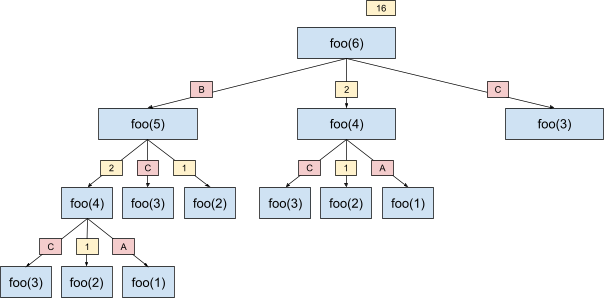 16
foo(6)
B 2 C
foo(5) foo(4) foo(3)
2 C 1 C 1 A
foo(4) foo(3) foo(2) foo(3) foo(2) foo(1)
C 1 A
foo(3) foo(2) foo(1)